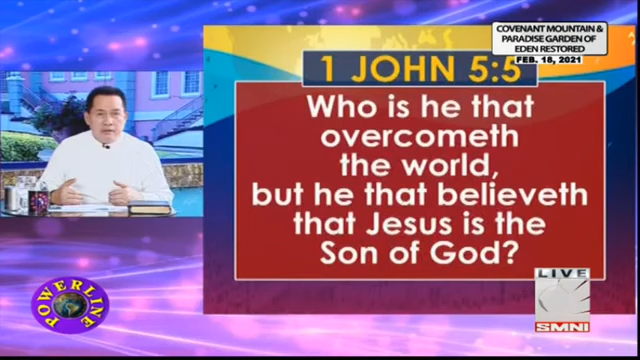 COVENANT MOUNTAIN &
PARADISE GARDEN OF
EDEN RESTORED
FEB. 18, 2021
1 JOHN 5:5
Who is he that
overcometh
the world,
but he that believeth
that Jesus is the
Son of God?
POWERLINE
LIVE
SMNI